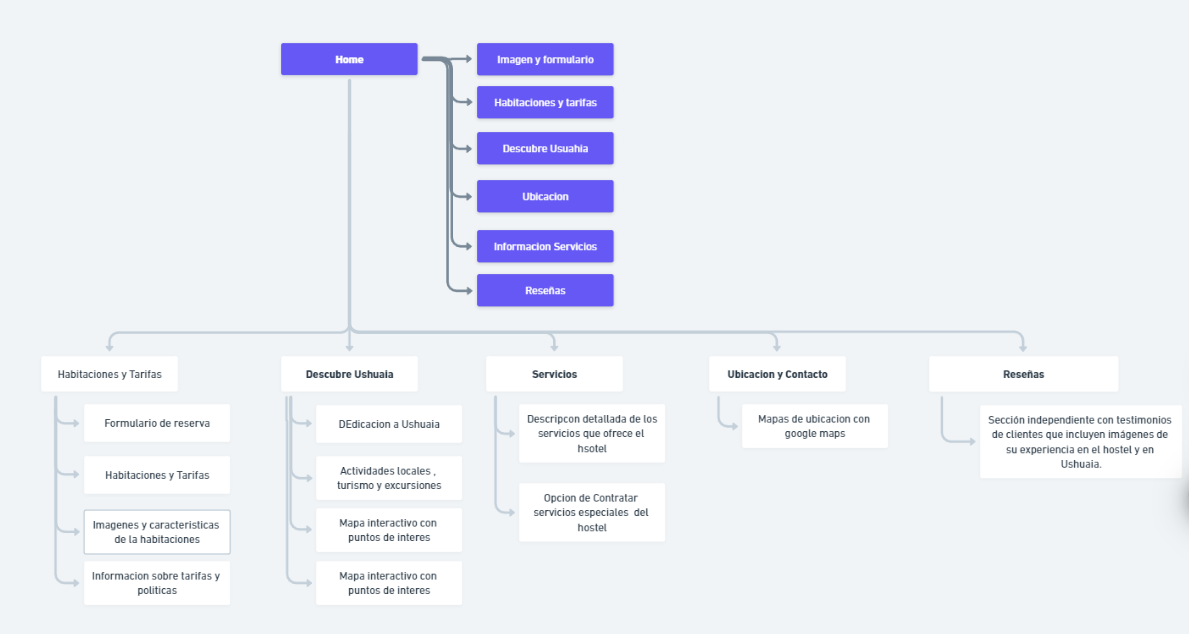 Home
Imagen y formulario
Habitaciones y tarifas
Descubre Usuahia
Ubicacion
Informacion Servicios
Reseñas
Habitaciones y Tarifas
Formulario de reserva
Habitaciones y Tarifas
Imagenes y caracteristicas
de la habitaciones
Informacion sobre tarifas y
politicas
Descubre Ushuaia
DEdicacion a Ushuaia
Actividades locales ,
turismo y excursiones
Mapa interactivo con
puntos de interes
Mapa interactivo con
puntos de interes
Servicios
Descripcon detallada de los
servicios que ofrece el
hsotel
Opcion de Contratar
servicios especiales del
hostel
Ubicacion y Contacto
Mapas de ubicacion con
google maps
Reseñas
Sección independiente con testimonios
de clientes que incluyen imágenes de
su experiencia en el hostel y en
Ushuaia.